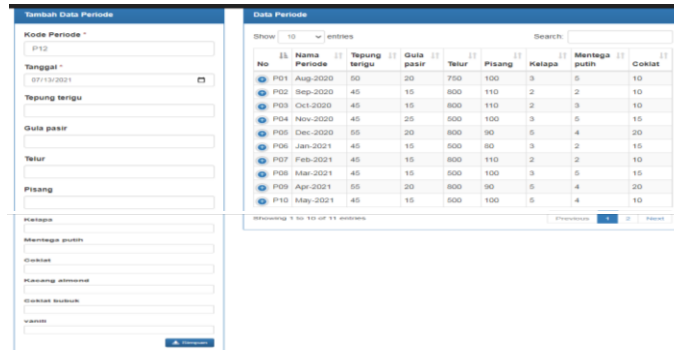 Tambah Data Periode
Kode Periode *
P12
Tanggal *
07/13/2021
Tepung terigu
Gula pasir
Telur
Pisang
Kelapa
Mentega putih
Coklat
Kacang almond
Coklat bubuk
vanili
Simpan
Data Periode
Show 10 entries
Search:
No Nama Periode Tepung terigu Gula pasir Telur Pisang Kelapa Mentega putih Coklat
P01 Aug-2020 50 20 750 100 3 5 10
P02 Sep-2020 45 15 800 110 2 2 10
P03 Oct-2020 45 15 800 110 2 3 10
P04 Nov-2020 45 25 500 100 3 5 15
P05 Dec-2020 55 20 800 90 5 4 20
P06 Jan-2021 45 15 500 80 3 2 15
P07 Feb-2021 45 15 800 110 2 2 10
P08 Mar-2021 45 15 500 100 3 5 15
P09 Apr-2021 55 20 800 90 5 4 20
P10 May-2021 45 15 500 100 5 4 10
Showing 1 to 10 of 11 entries
Previous 1 2 Next